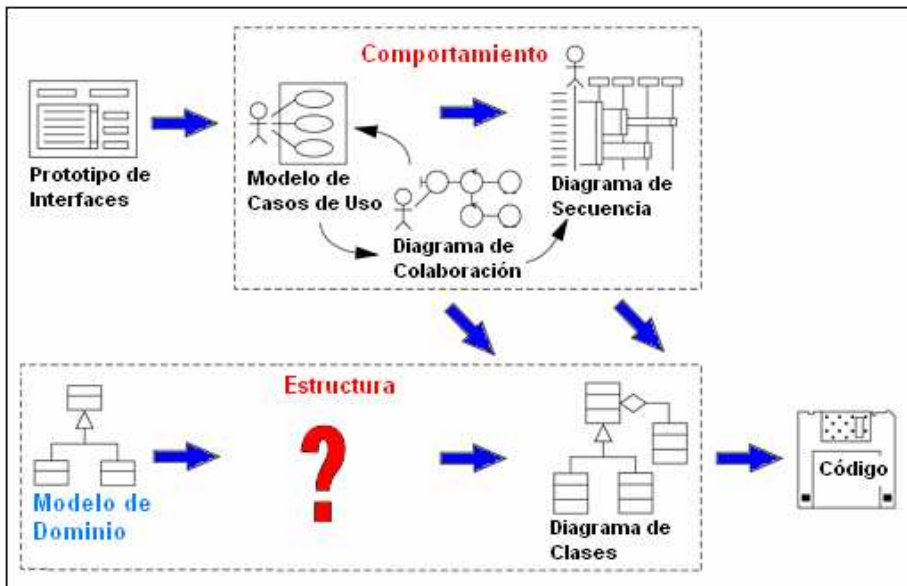 Comportamiento
Prototipo de
Interfaces
Modelo de
Casos de Uso
Diagrama de
Colaboración
Diagrama de
Secuencia
Estructura
?
Modelo de
Dominio
Diagrama de
Clases
Código